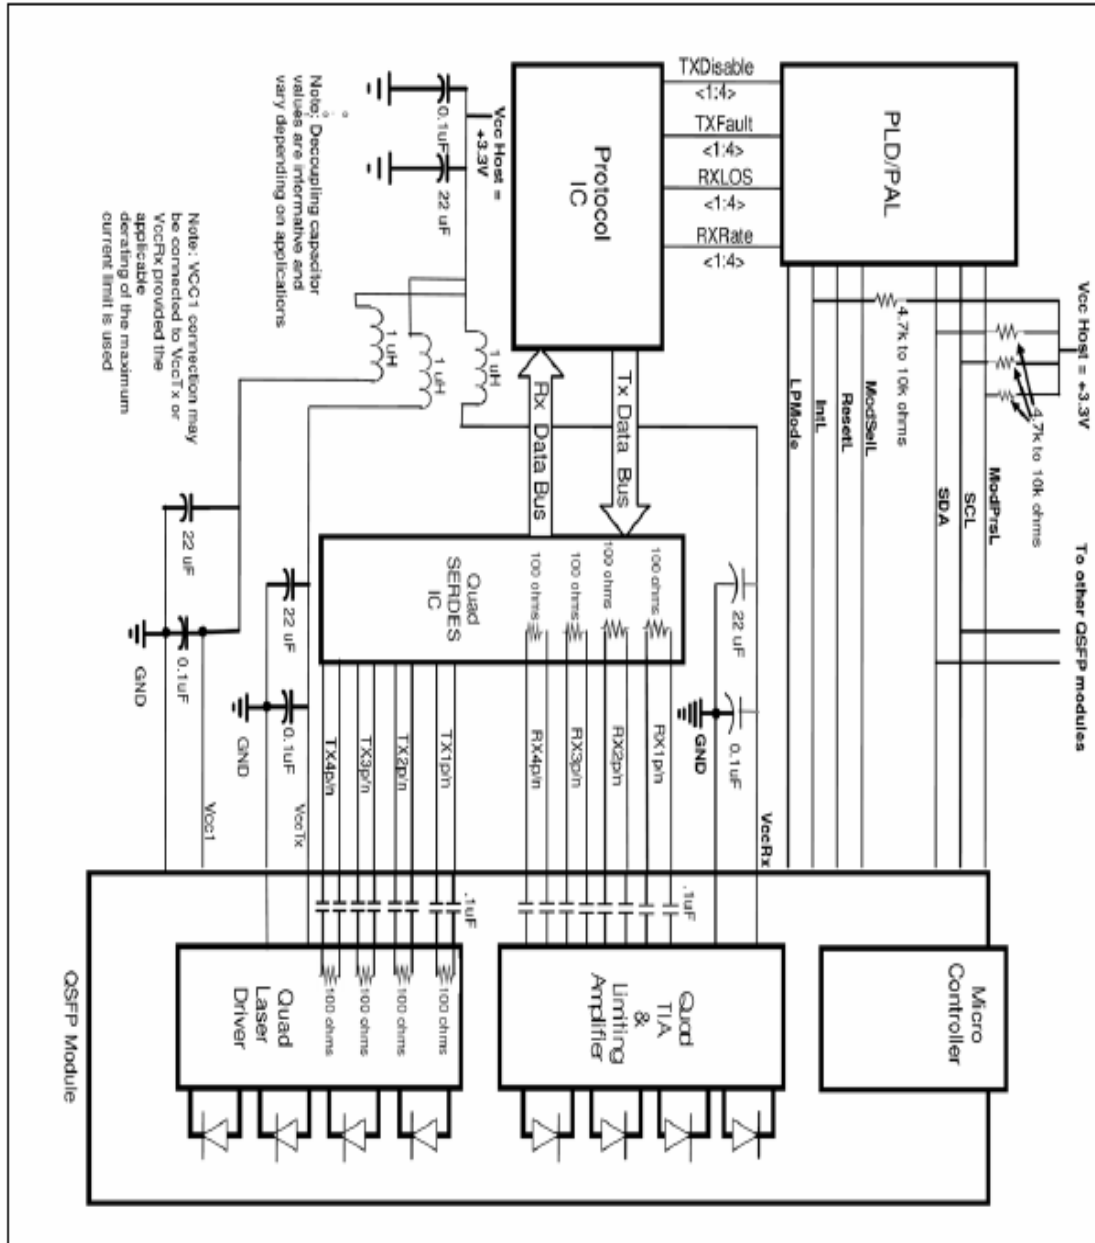 TXDisable
<1:4>
TXFault
<1:4>
RXLOS
<1:4>
RXRate
<1:4>
PLD/PAL
Protocol
IC
Vcc Host =
+3.3V
0.1uF
22 uF
Note: Decoupling capacitor
values are informative and
vary depending on applications
Note: VCC1 connection may
be connected to VccTx or
VccRx provided the
applicable
derating of the maximum
current limit is used
1 uH
1 uH
1 uH
Rx Data Bus
Tx Data Bus
LPMode
IntL
ResetL
ModSelL
4.7k to 10k ohms
Vcc Host = +3.3V
4.7k to 10k ohms
SDA
SCL
ModPrsL
To other QSFP modules
Quad
SERDES
IC
100 ohms
100 ohms
100 ohms
100 ohms
22 uF
0.1uF
GND
22 uF
0.1uF
GND
22 uF
0.1uF
GND
Vcc1
VccTx
TX4p/n
TX3p/n
TX2p/n
TX1p/n
RX4p/n
RX3p/n
RX2p/n
RX1p/n
VccRx
.1uF
.1uF
Quad
Laser
Driver
100 ohms
100 ohms
100 ohms
100 ohms
Quad
TIA
&
Limiting
Amplifier
Micro
Controller
QSFP Module